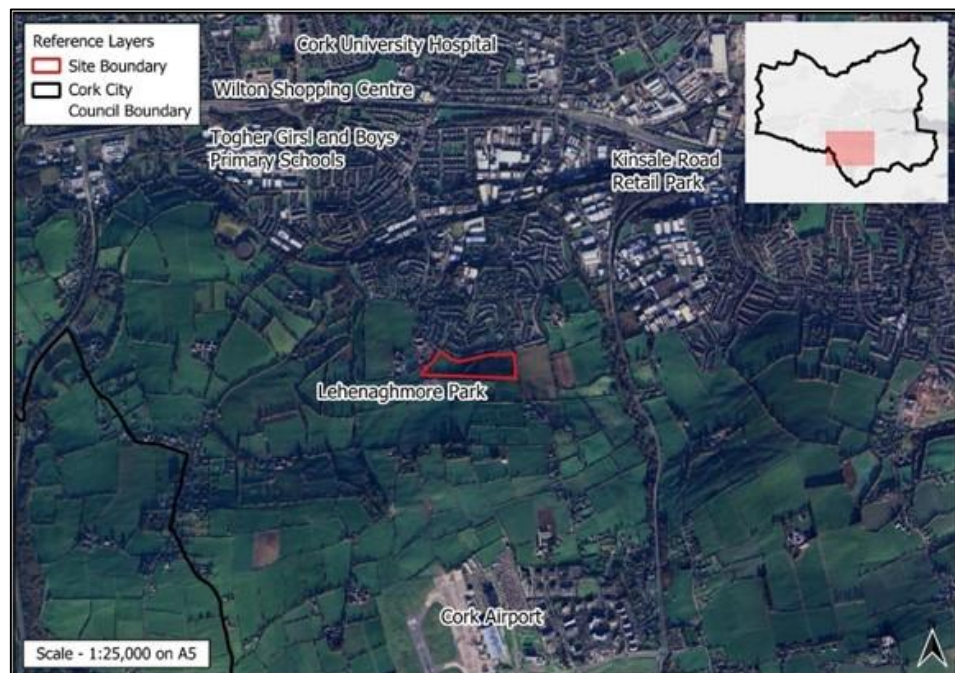 Reference Layers
Site Boundary
Cork City
Council Boundary
Cork University Hospital
Wilton Shopping Centre
Togher Girsl and Boys
Primary Schools
Kinsale Road
Retail Park
Lehenaghmore Park
Cork Airport
Scale - 1:25,000 on A5